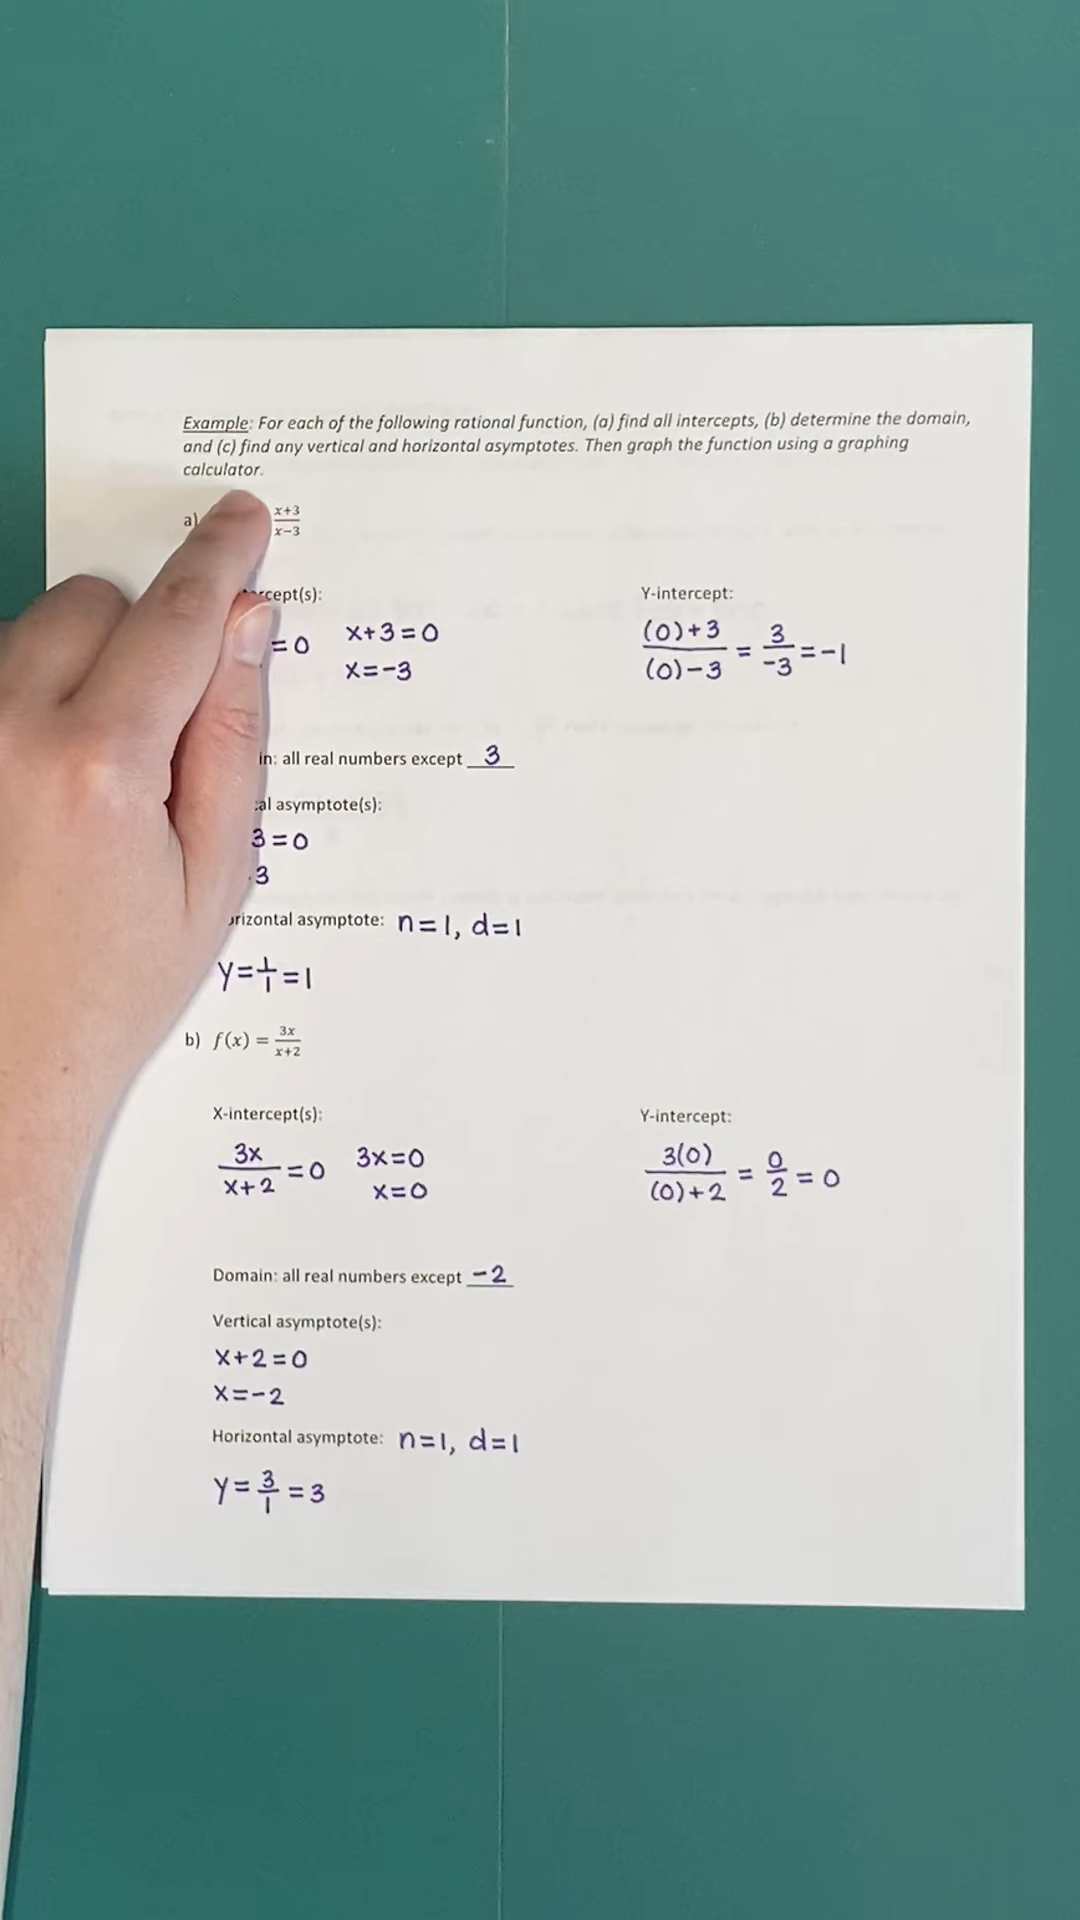 Example: For each of the following rational function, (a) find all intercepts, (b) determine the domain,
and (c) find any vertical and horizontal asymptotes. Then graph the function using a graphing
calculator.
a) x+3
x−3
Y-intercept:
= 0 x+3=0 (0)+3 / (0)−3 = 3/−3 = −1
x=−3
all real numbers except 3
asymptote(s):
3=0
3
asymptote: n=1, d=1
y=1/1=1
b) f(x) = 3x / x+2
X-intercept(s): Y-intercept:
3x / x+2 =0 3x=0 3(0) / (0)+2 = 0/2 = 0
x=0
Domain: all real numbers except −2
Vertical asymptote(s):
x+2=0
x=−2
Horizontal asymptote: n=1, d=1
y=3/1=3